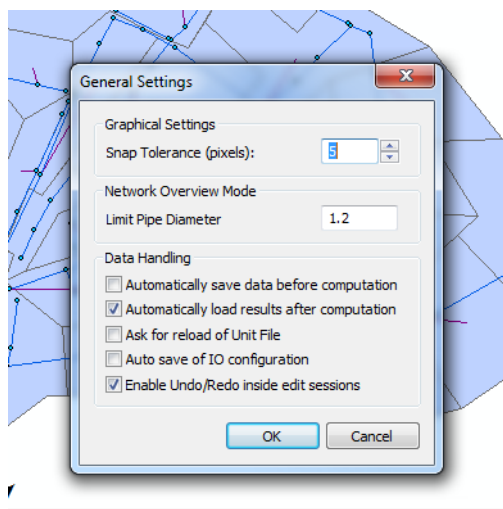 General Settings
Graphical Settings
Snap Tolerance (pixels): 5
Network Overview Mode
Limit Pipe Diameter 1.2
Data Handling
Automatically save data before computation
Automatically load results after computation
Ask for reload of Unit File
Auto save of IO configuration
Enable Undo/Redo inside edit sessions
OK Cancel